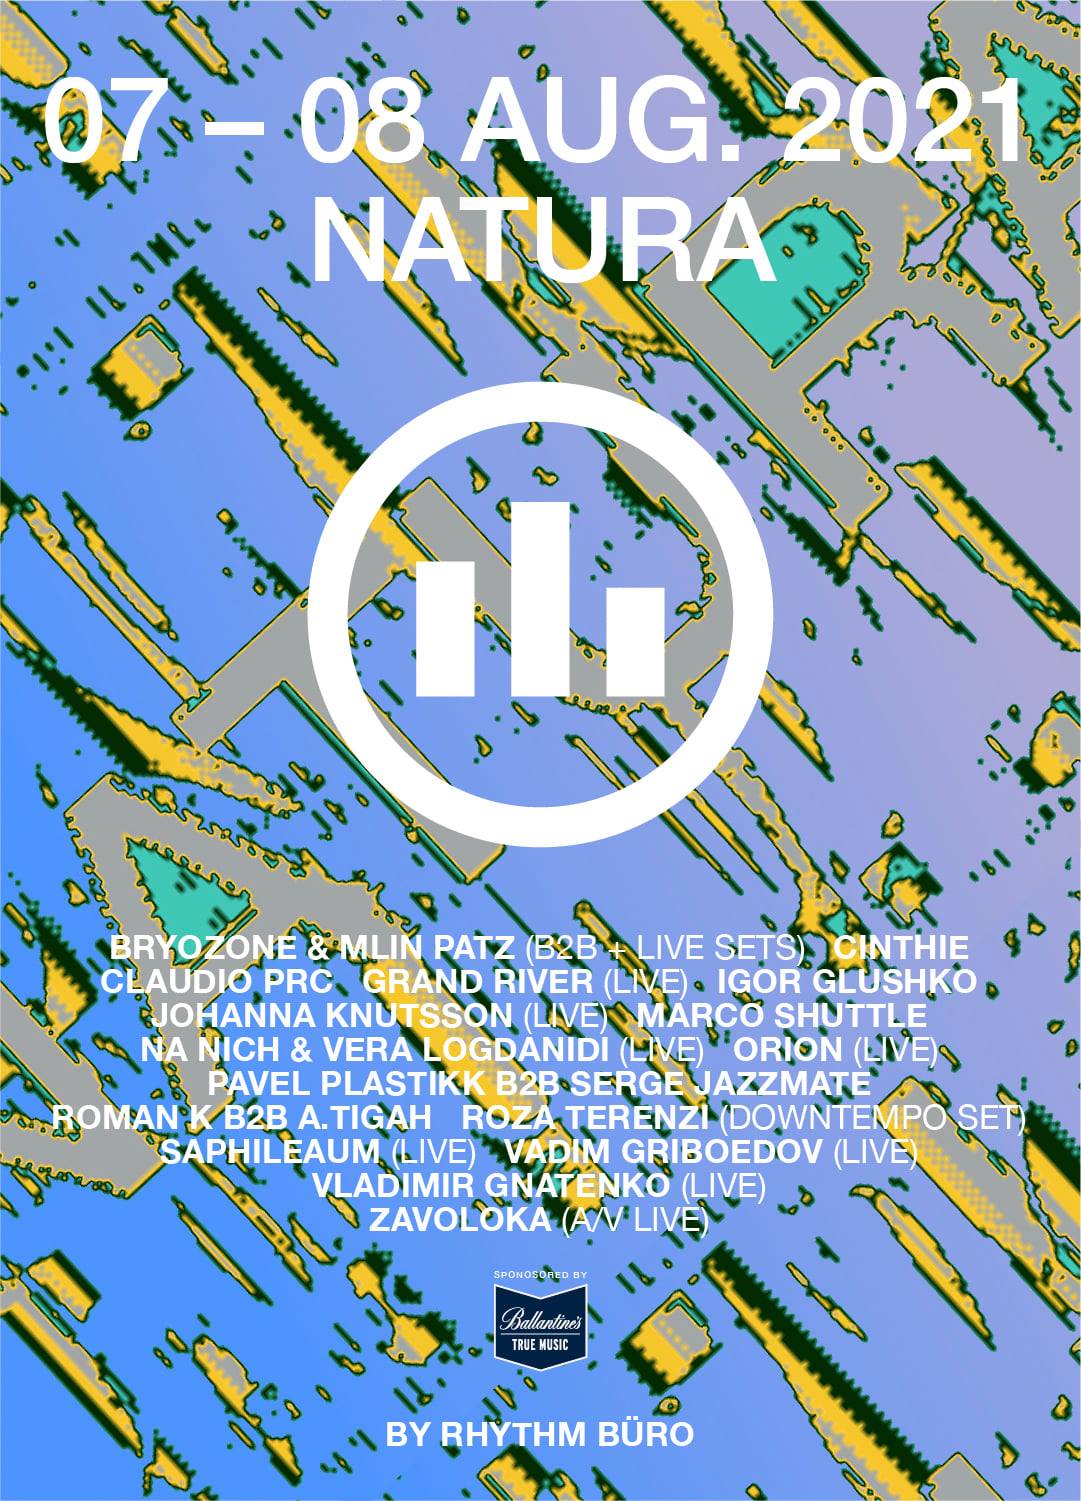 07 – 08 AUG. 2021
NATURA
BRYOZONE & MLIN PATZ (B2B + LIVE SETS) CINTHIE
CLAUDIO PRC GRAND RIVER (LIVE) IGOR GLUSHKO
JOHANNA KNUTSSON (LIVE) MARCO SHUTTLE
NA NICH & VERA LOGDANIDI (LIVE) ORION (LIVE)
PAVEL PLASTIKK B2B SERGE JAZZMATE
ROMAN K B2B A.TIGAH ROZA TERENZI (DOWNTEMPO SET)
SAPHILEAUM (LIVE) VADIM GRIBOEDOV (LIVE)
VLADIMIR GNATENKO (LIVE)
ZAVOLOKA (A/V LIVE)
SPONOSORED BY
Ballantine's
TRUE MUSIC
BY RHYTHM BÜRO